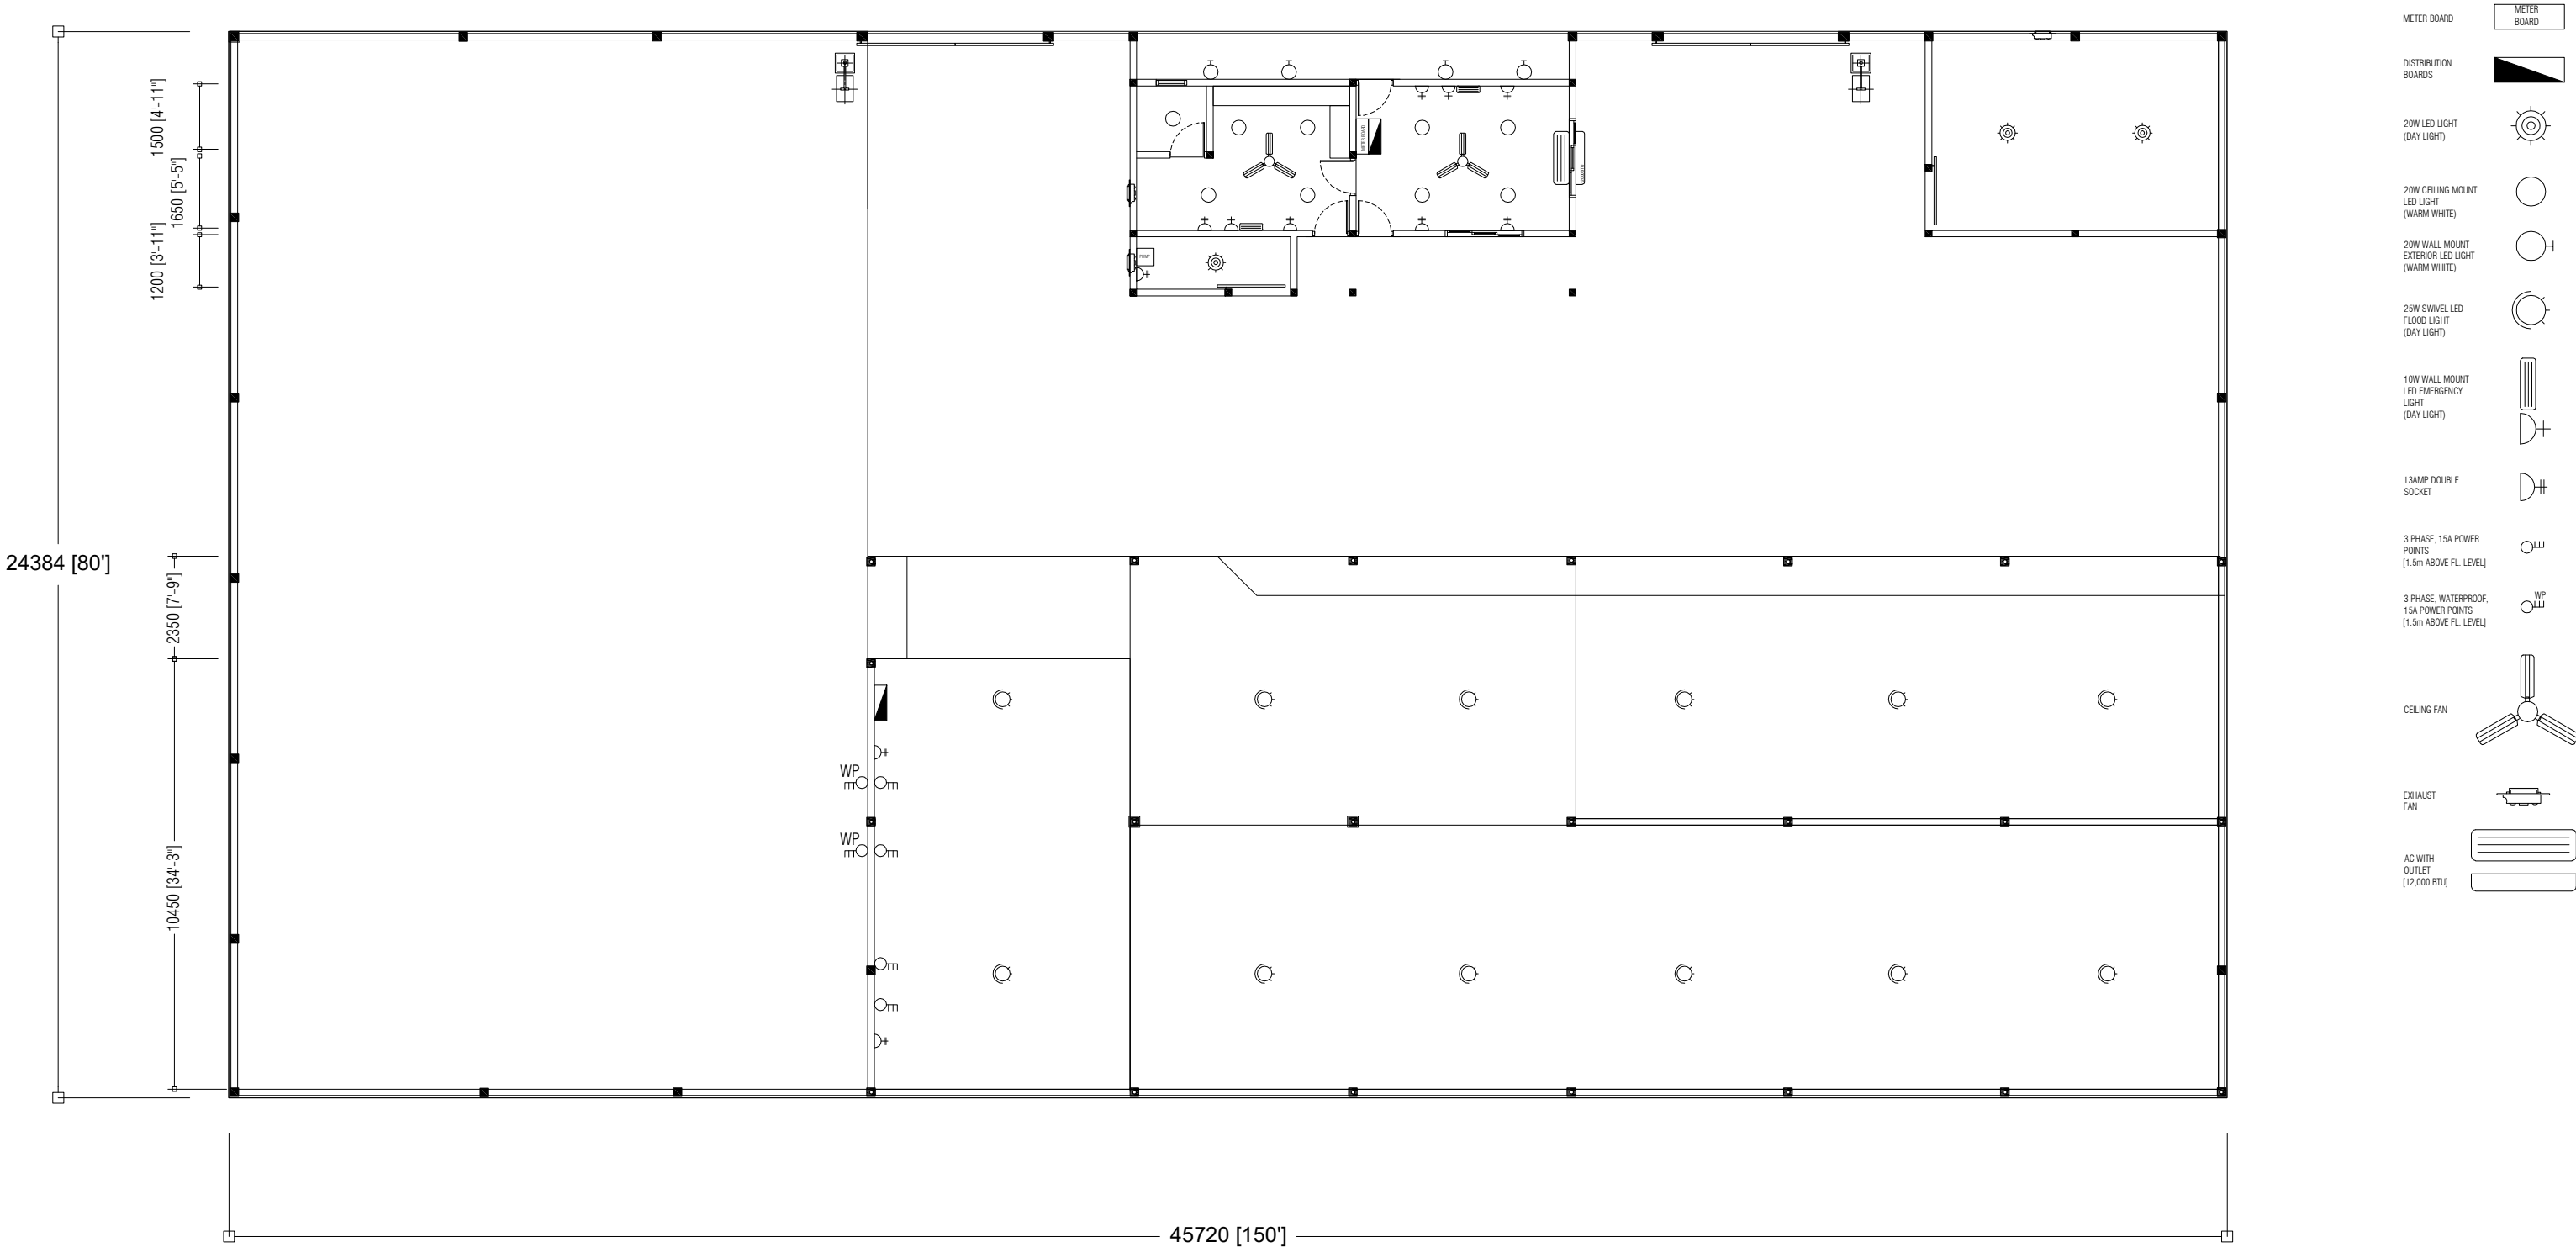 METER BOARD
METER
BOARD
DISTRIBUTION
BOARDS
20W LED LIGHT
(DAY LIGHT)
20W CEILING MOUNT
LED LIGHT
(WARM WHITE)
20W WALL MOUNT
EXTERIOR LED LIGHT
(WARM WHITE)
25W SWIVEL LED
FLOOD LIGHT
(DAY LIGHT)
10W WALL MOUNT
LED EMERGENCY
LIGHT
(DAY LIGHT)
13AMP DOUBLE
SOCKET
3 PHASE, 15A POWER
POINTS
[1.5m ABOVE FL. LEVEL]
3 PHASE, WATERPROOF,
15A POWER POINTS
[1.5m ABOVE FL. LEVEL]
WP
CEILING FAN
EXHAUST
FAN
AC WITH
OUTLET
[12,000 BTU]
1500 [4'-11"]
1650 [5'-5"]
1200 [3'-11"]
24384 [80']
2350 [7'-9"]
10450 [34'-3"]
METER BOARD
PUMP
WP
WP
45720 [150']